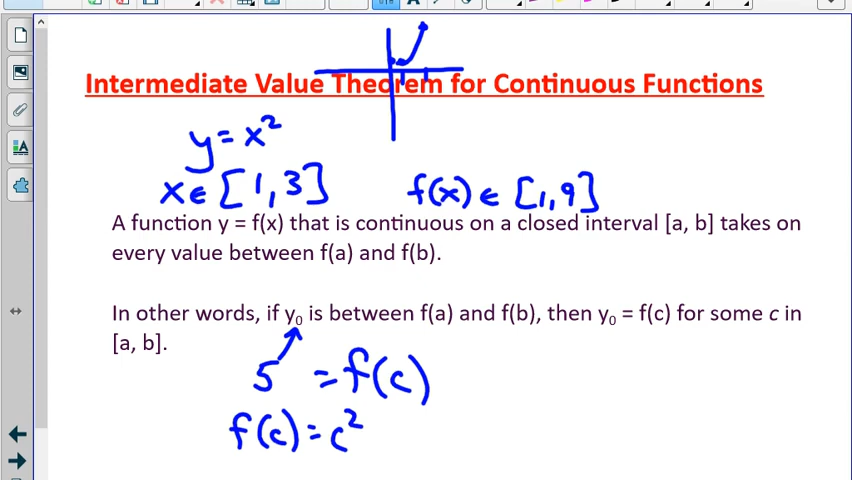 Intermediate Value Theorem for Continuous Functions
y = x²
x ∈ [1, 3] f(x) ∈ [1, 9]
A function y = f(x) that is continuous on a closed interval [a, b] takes on
every value between f(a) and f(b).
In other words, if y₀ is between f(a) and f(b), then y₀ = f(c) for some c in
[a, b].
5 = f(c)
f(c) = c²